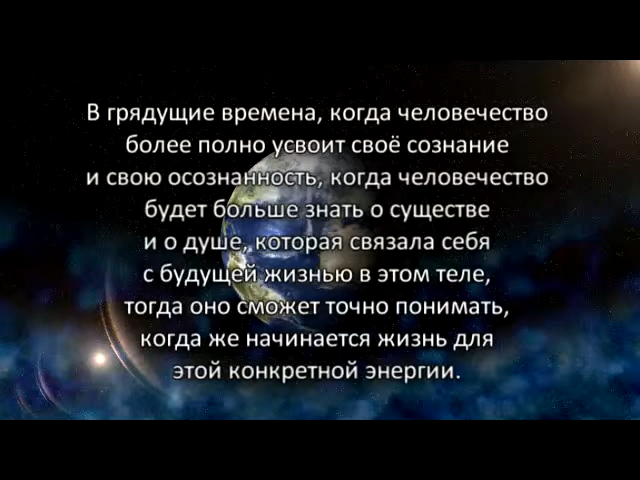 В грядущие времена, когда человечество
более полно усвоит своё сознание
и свою осознанность, когда человечество
будет больше знать о существе
и о душе, которая связала себя
с будущей жизнью в этом теле,
тогда оно сможет точно понимать,
когда же начинается жизнь для
этой конкретной энергии.